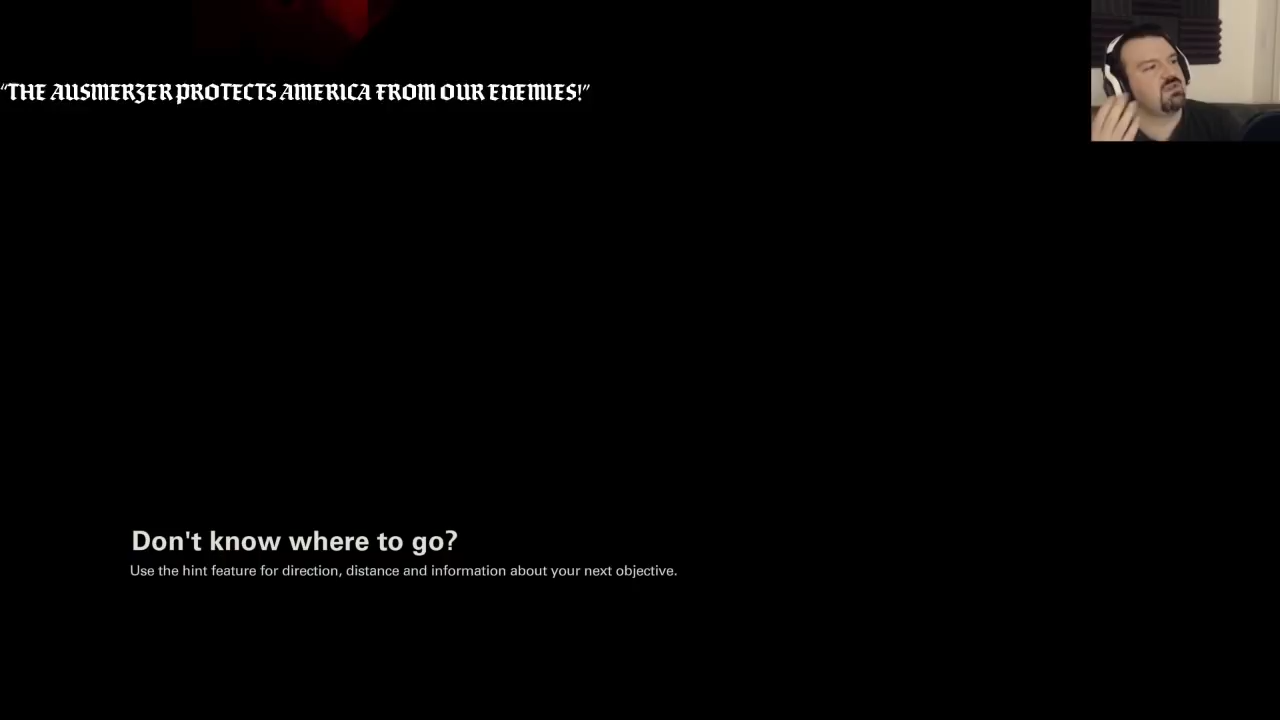 “THE AUSMERZER PROTECTS AMERICA FROM OUR ENEMIES!”
Don't know where to go?
Use the hint feature for direction, distance and information about your next objective.